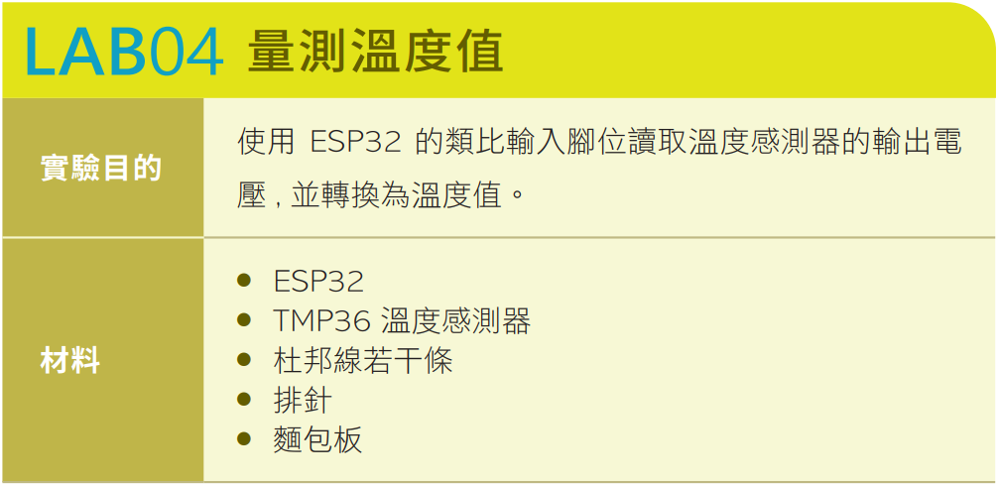 LAB04 量測溫度值
實驗目的
使用 ESP32 的類比輸入腳位讀取溫度感測器的輸出電
壓 , 並轉換為溫度值。
材料
● ESP32
● TMP36 溫度感測器
● 杜邦線若干條
● 排針
● 麵包板